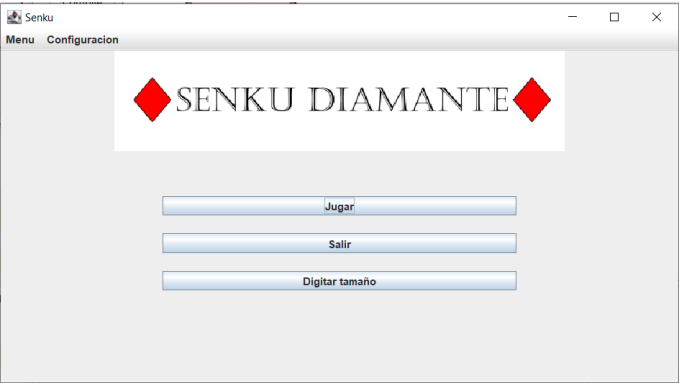 Senku
Menu Configuracion
SENKU DIAMANTE
Jugar
Salir
Digitar tamaño